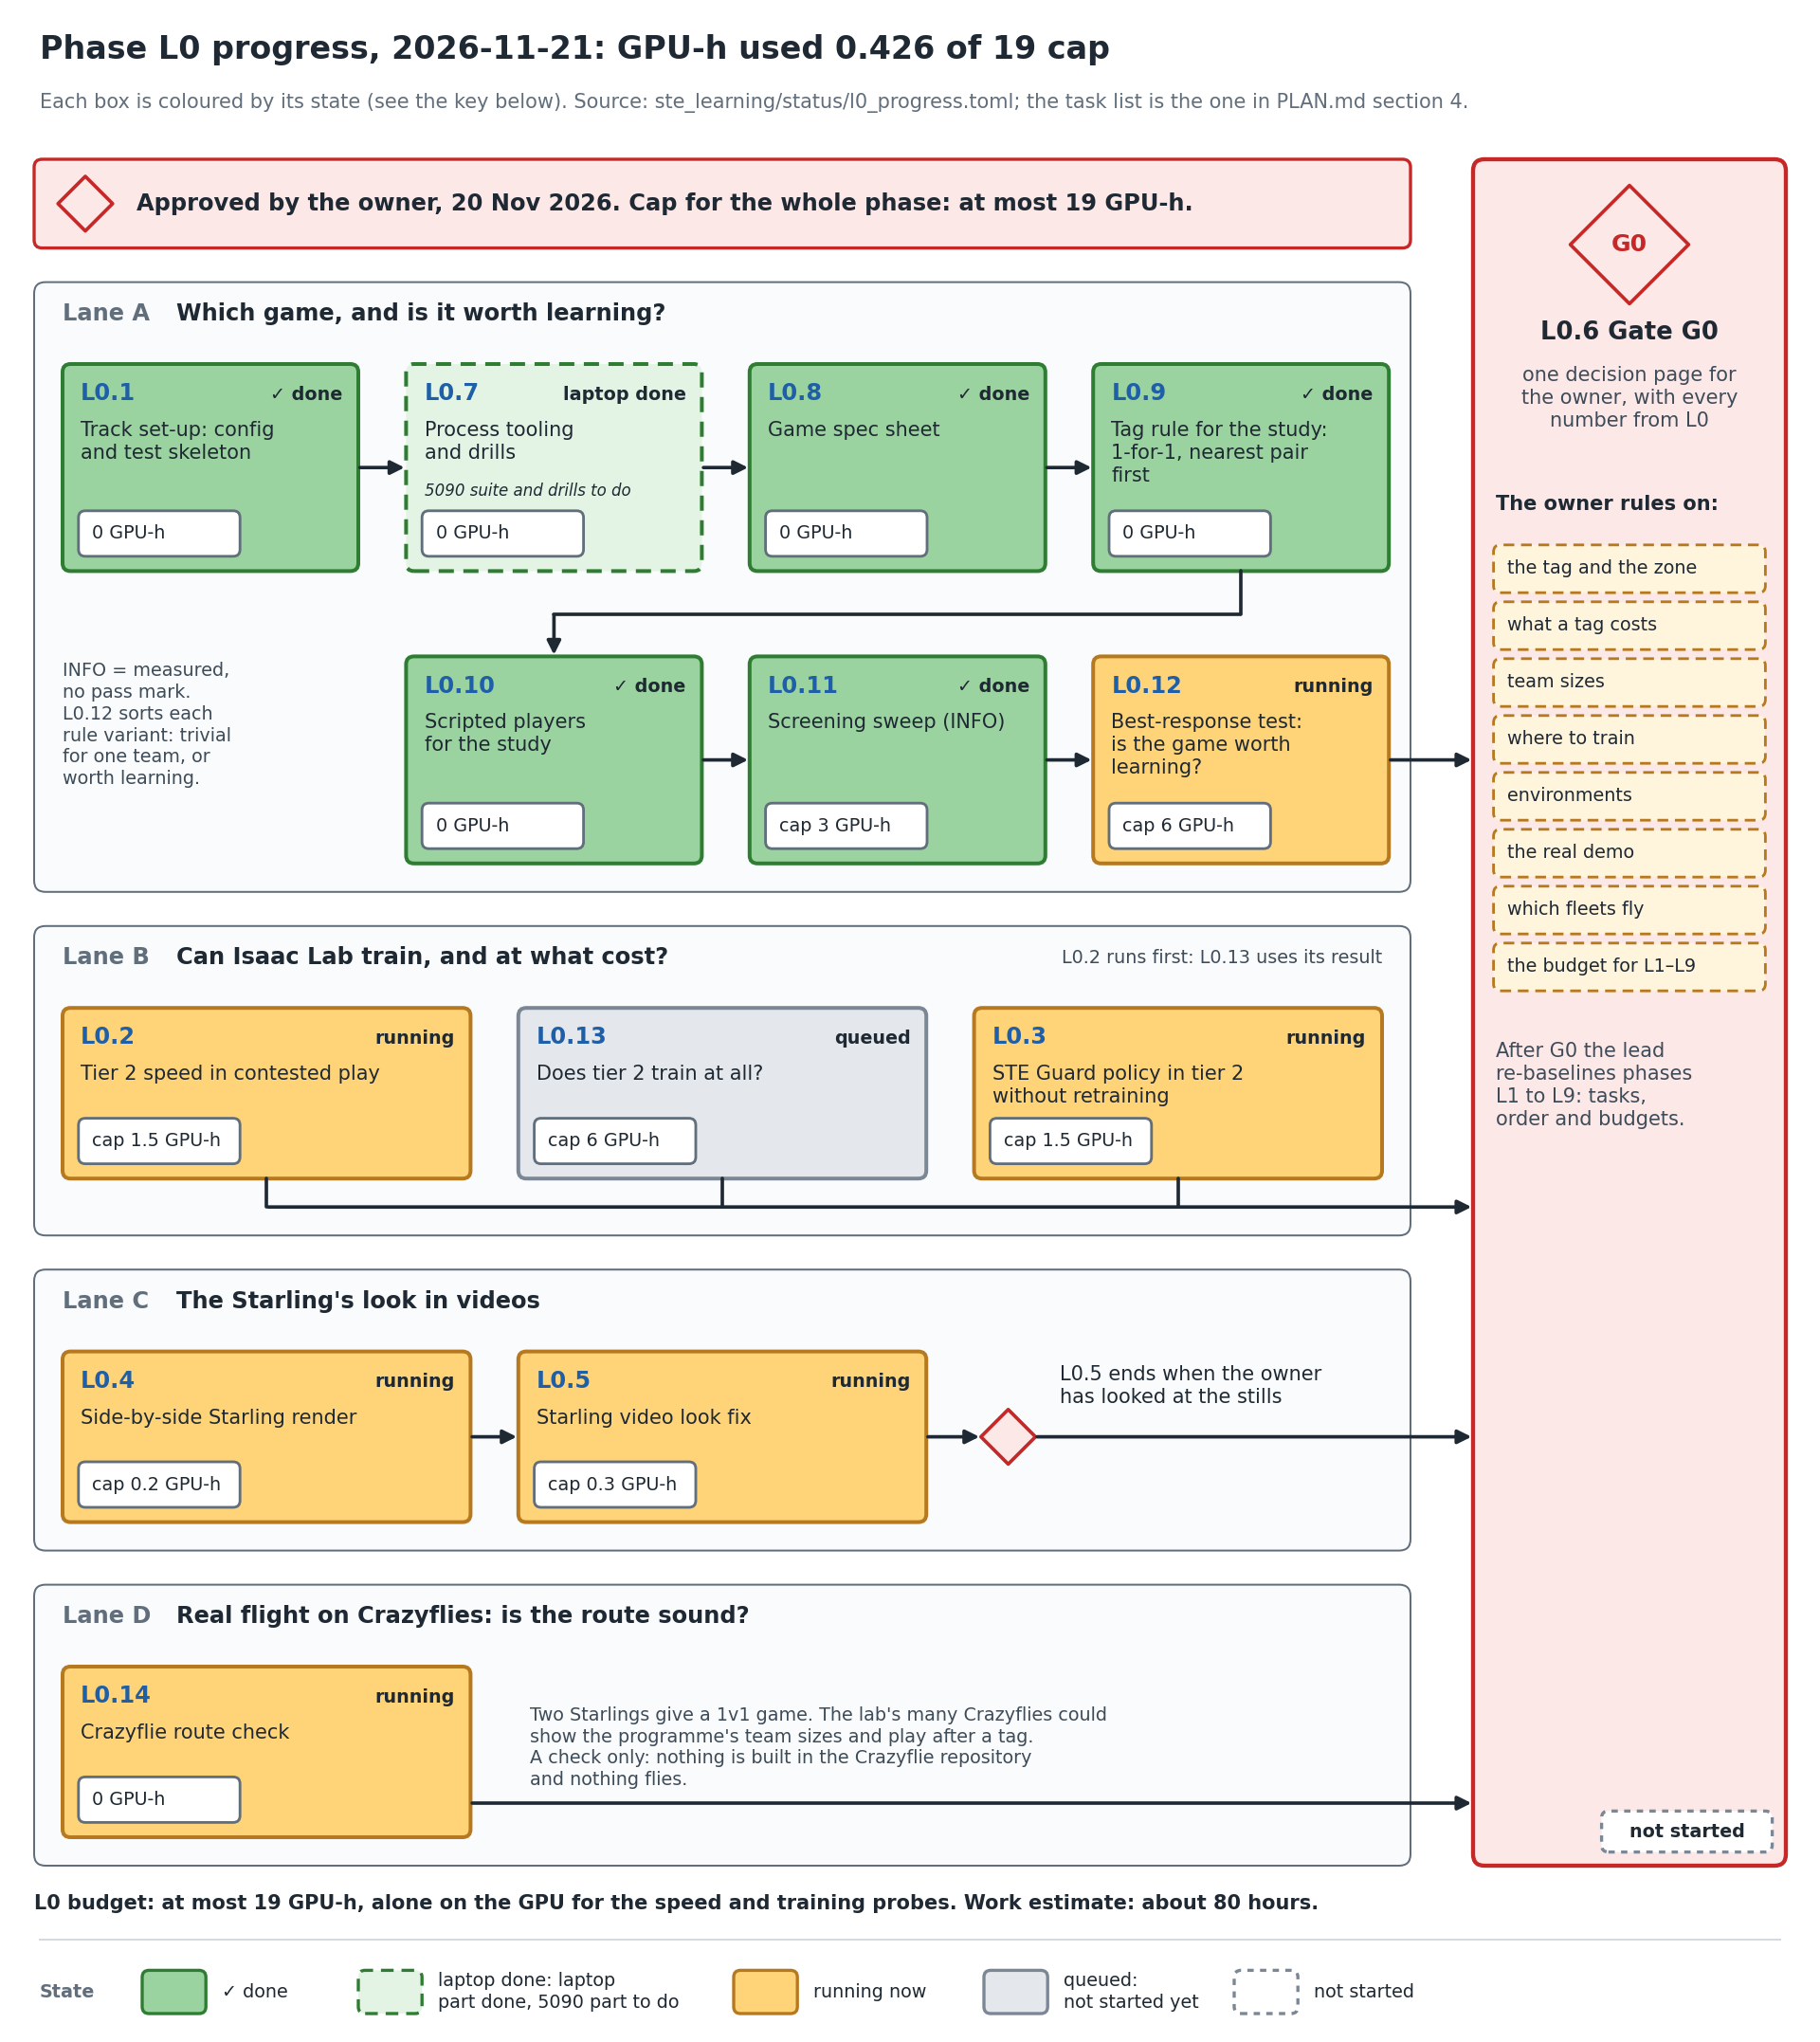 Phase L0 progress, 2026-11-21: GPU-h used 0.426 of 19 cap
Each box is coloured by its state (see the key below). Source: ste_learning/status/l0_progress.toml; the task list is the one in PLAN.md section 4.
Approved by the owner, 20 Nov 2026. Cap for the whole phase: at most 19 GPU-h.
Lane A Which game, and is it worth learning?
L0.1 ✓ done
Track set-up: config
and test skeleton
0 GPU-h
L0.7 laptop done
Process tooling
and drills
5090 suite and drills to do
0 GPU-h
L0.8 ✓ done
Game spec sheet
0 GPU-h
L0.9 ✓ done
Tag rule for the study:
1-for-1, nearest pair
first
0 GPU-h
INFO = measured,
no pass mark.
L0.12 sorts each
rule variant: trivial
for one team, or
worth learning.
L0.10 ✓ done
Scripted players
for the study
0 GPU-h
L0.11 ✓ done
Screening sweep (INFO)
cap 3 GPU-h
L0.12 running
Best-response test:
is the game worth
learning?
cap 6 GPU-h
Lane B Can Isaac Lab train, and at what cost?
L0.2 runs first: L0.13 uses its result
L0.2 running
Tier 2 speed in contested play
cap 1.5 GPU-h
L0.13 queued
Does tier 2 train at all?
cap 6 GPU-h
L0.3 running
STE Guard policy in tier 2
without retraining
cap 1.5 GPU-h
Lane C The Starling's look in videos
L0.4 running
Side-by-side Starling render
cap 0.2 GPU-h
L0.5 running
Starling video look fix
cap 0.3 GPU-h
L0.5 ends when the owner
has looked at the stills
Lane D Real flight on Crazyflies: is the route sound?
L0.14 running
Crazyflie route check
0 GPU-h
Two Starlings give a 1v1 game. The lab's many Crazyflies could
show the programme's team sizes and play after a tag.
A check only: nothing is built in the Crazyflie repository
and nothing flies.
G0
L0.6 Gate G0
one decision page for
the owner, with every
number from L0
The owner rules on:
the tag and the zone
what a tag costs
team sizes
where to train
environments
the real demo
which fleets fly
the budget for L1–L9
After G0 the lead
re-baselines phases
L1 to L9: tasks,
order and budgets.
not started
L0 budget: at most 19 GPU-h, alone on the GPU for the speed and training probes. Work estimate: about 80 hours.
State
✓ done
laptop done: laptop
part done, 5090 part to do
running now
queued:
not started yet
not started